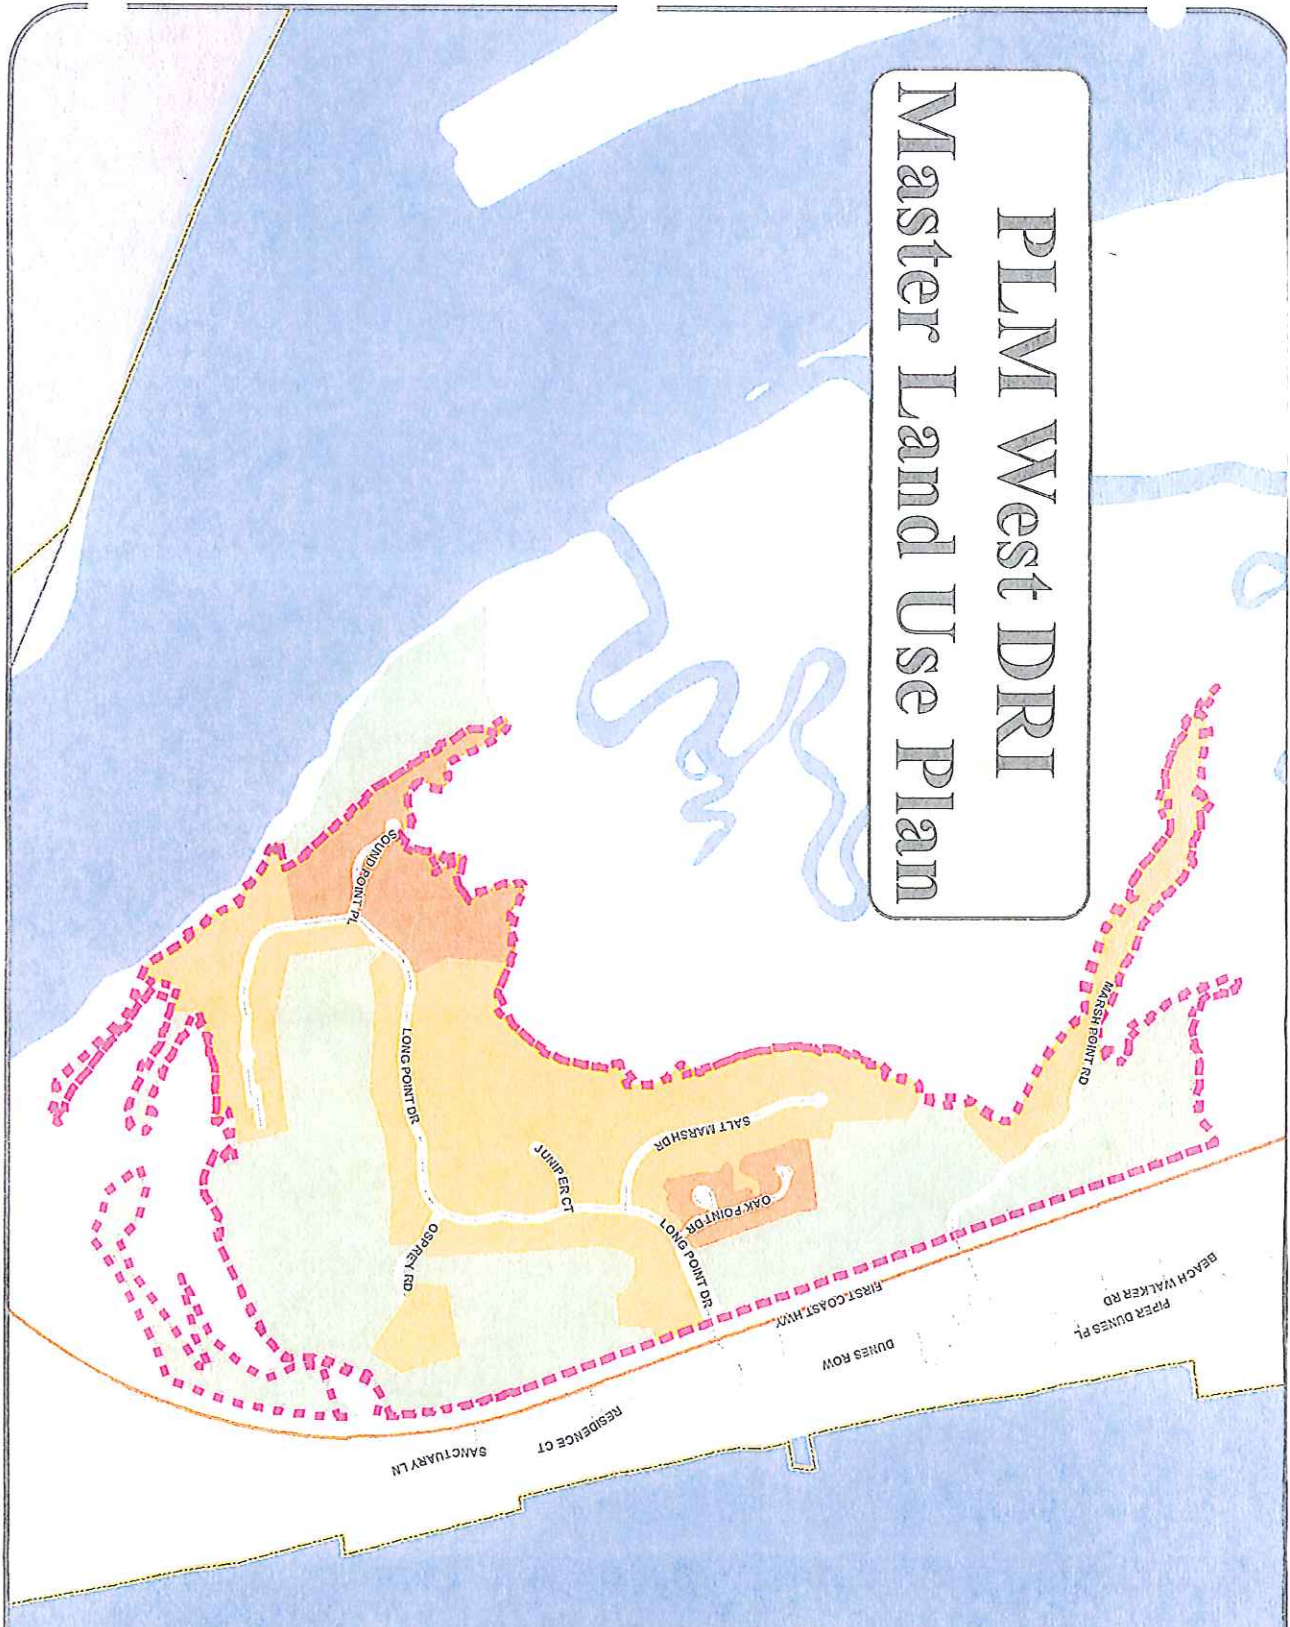 PLM West DRI
Master Land Use Plan
SOUND POINT PL
LONG POINT DR
MARSH POINT RD
SALT MARSH DR
JUNIPER CT
OAK POINT DR
OSPREY RD
LONG POINT DR
FIRST COAST HWY
BEACH WALKER RD
PIPER DUNES PL
DUNES ROW
RESIDENCE CT
SANCTUARY LN